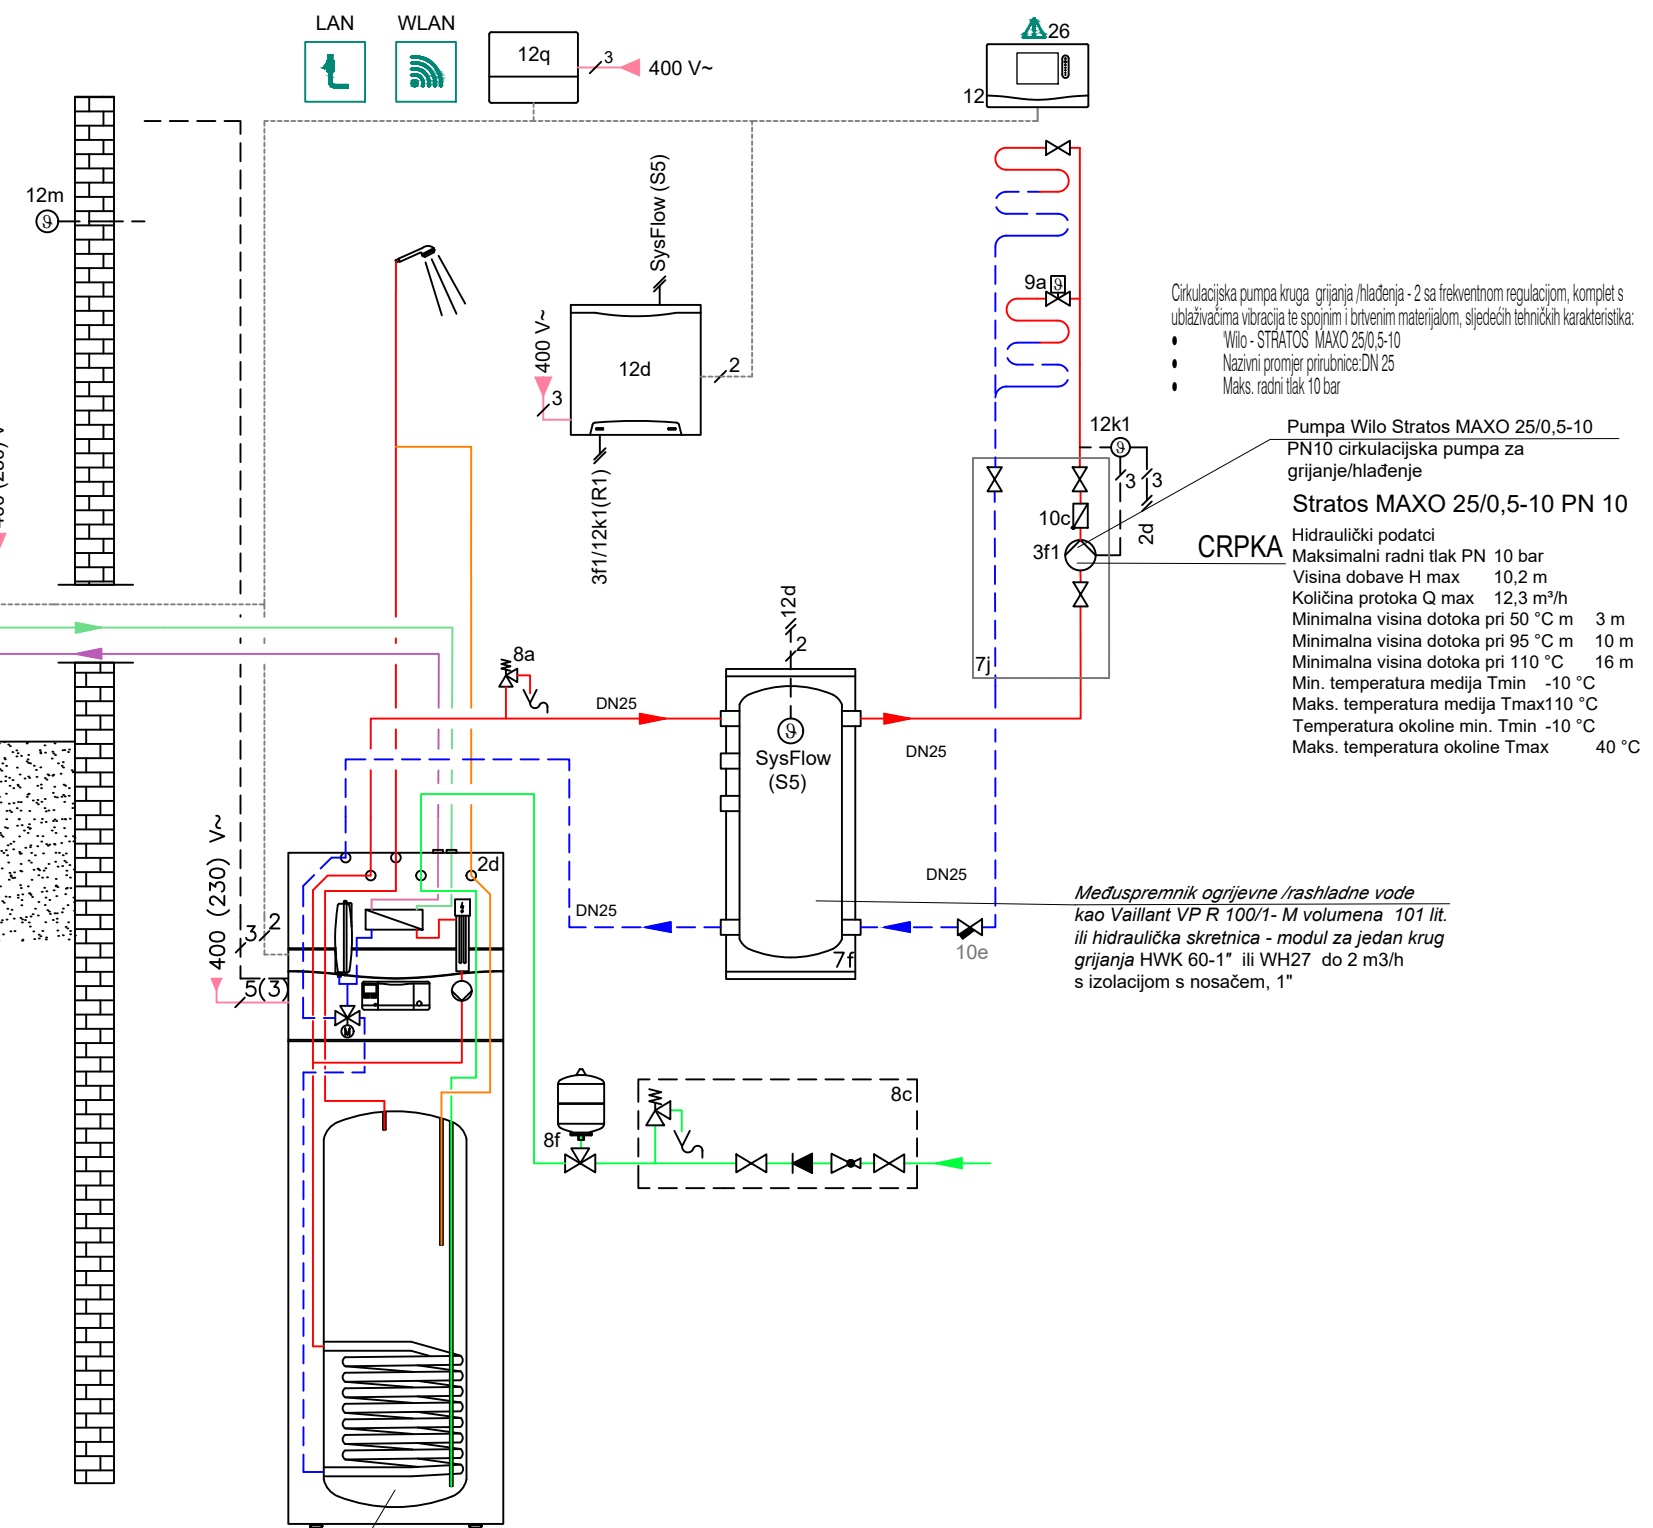 LAN
WLAN
12q
3
400 V~
26
12
12m
SysFlow (S5)
400 V~
3
12d
2
3f1/12k1(R1)
9a
Cirkulacijska pumpa kruga grijanja /hlađenja - 2 sa frekventnom regulacijom, komplet s
ublaživačima vibracija te spojnim i brtvenim materijalom, sljedećih tehničkih karakteristika:
• Wilo - STRATOS MAXO 25/0,5-10
• Nazivni promjer prirubnice:DN 25
• Maks. radni tlak 10 bar
12k1
3
3
2d
10c
3f1
7j
Pumpa Wilo Stratos MAXO 25/0,5-10
PN10 cirkulacijska pumpa za
grijanje/hlađenje
Stratos MAXO 25/0,5-10 PN 10
CRPKA
Hidraulički podatci
Maksimalni radni tlak PN 10 bar
Visina dobave H max 10,2 m
Količina protoka Q max 12,3 m³/h
Minimalna visina dotoka pri 50 °C m 3 m
Minimalna visina dotoka pri 95 °C m 10 m
Minimalna visina dotoka pri 110 °C 16 m
Min. temperatura medija Tmin -10 °C
Maks. temperatura medija Tmax110 °C
Temperatura okoline min. Tmin -10 °C
Maks. temperatura okoline Tmax 40 °C
12d
2
8a
DN25
SysFlow
(S5)
DN25
DN25
DN25
7f
10e
Međuspremnik ogrijevne /rashladne vode
kao Vaillant VP R 100/1- M volumena 101 lit.
ili hidraulička skretnica - modul za jedan krug
grijanja HWK 60-1" ili WH27 do 2 m3/h
s izolacijom s nosačem, 1"
400 (230) V~
3
2
5(3)
2d
M
8f
8c